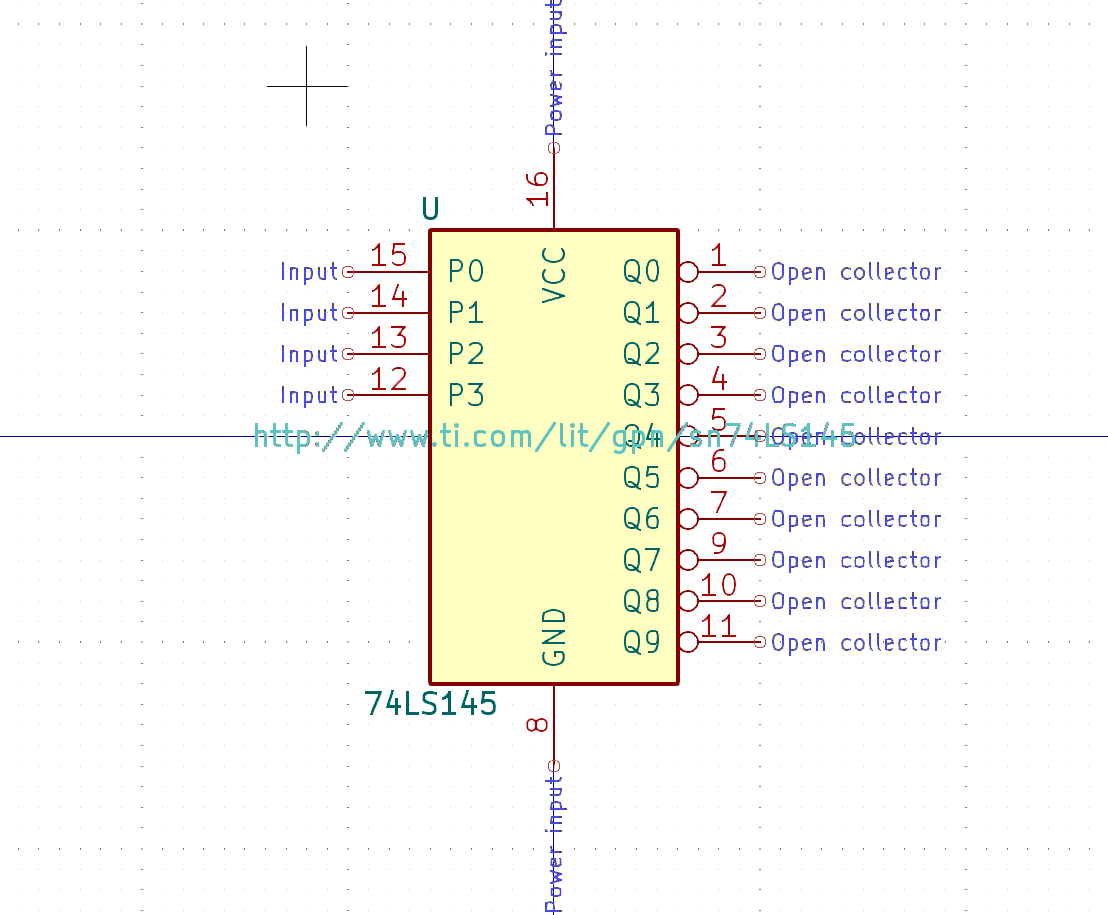 Power input
16
U
VCC
Input 15 P0 Q0 1 Open collector
Input 14 P1 Q1 2 Open collector
Input 13 P2 Q2 3 Open collector
Input 12 P3 Q3 4 Open collector
http://www.ti.com/lit/gpn/sn74LS145
Q4 5 Open collector
Q5 6 Open collector
Q6 7 Open collector
Q7 9 Open collector
Q8 10 Open collector
Q9 11 Open collector
GND
74LS145
8
Power input